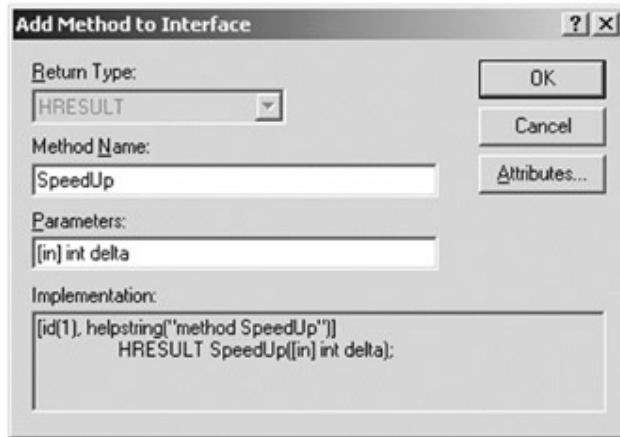 Add Method to Interface
Return Type:
HRESULT
OK
Method Name:
Cancel
SpeedUp
Attributes...
Parameters:
[in] int delta
Implementation:
[id(1), helpstring("method SpeedUp")]
HRESULT SpeedUp([in] int delta);